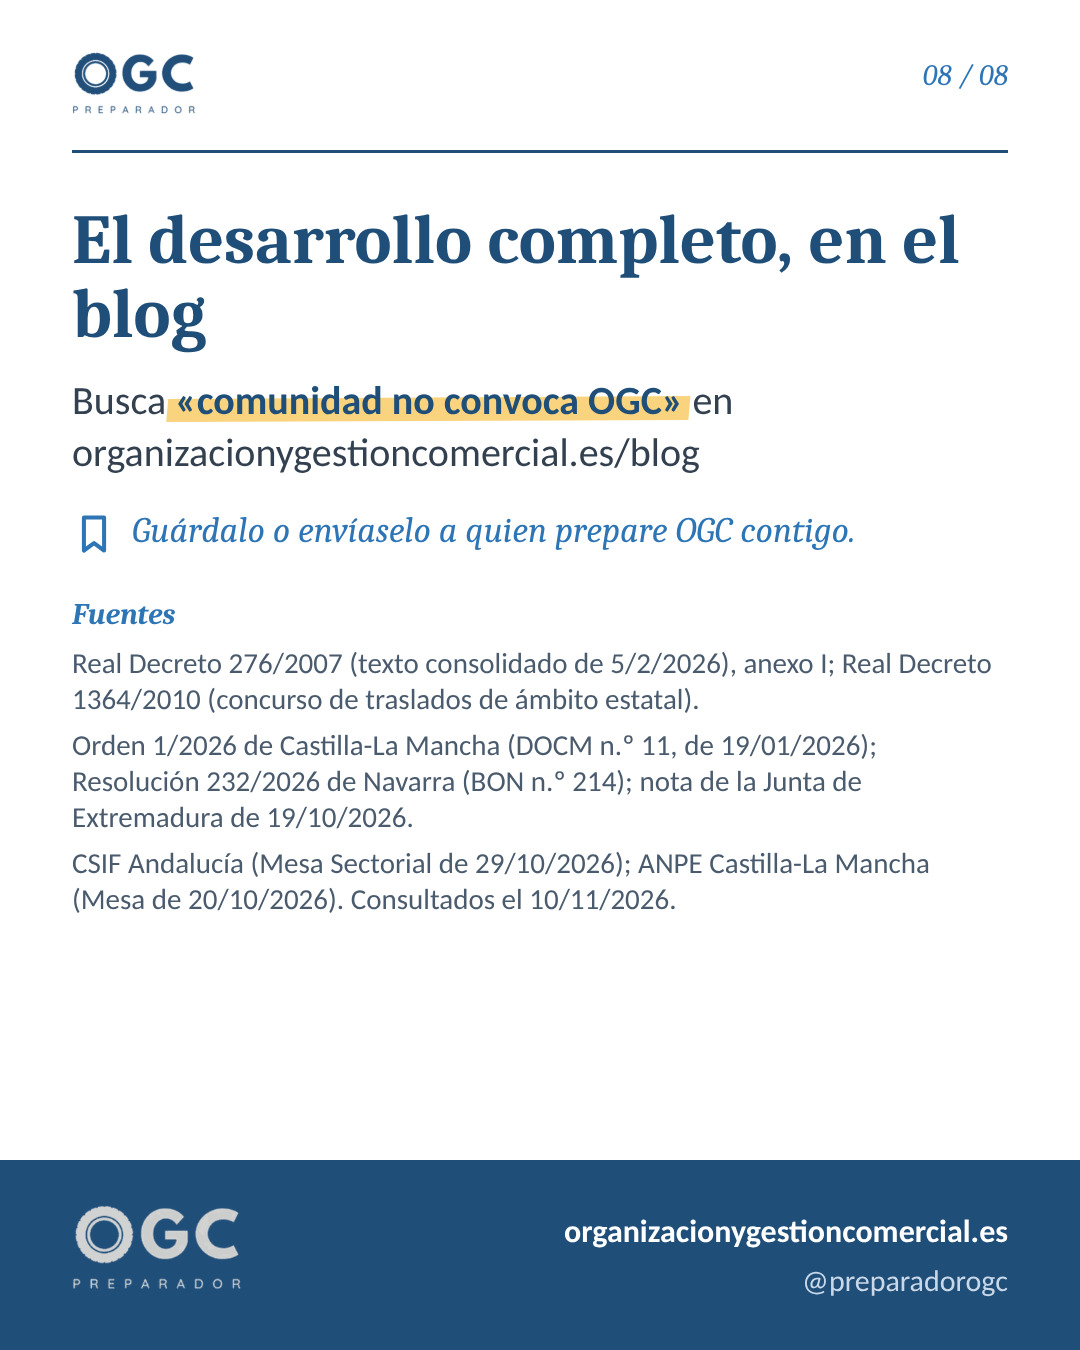 OGC
PREPARADOR
08 / 08
El desarrollo completo, en el
blog
Busca «comunidad no convoca OGC» en
organizacionygestioncomercial.es/blog
Guárdalo o envíaselo a quien prepare OGC contigo.
Fuentes
Real Decreto 276/2007 (texto consolidado de 5/2/2026), anexo I; Real Decreto
1364/2010 (concurso de traslados de ámbito estatal).
Orden 1/2026 de Castilla-La Mancha (DOCM n.º 11, de 19/01/2026);
Resolución 232/2026 de Navarra (BON n.º 214); nota de la Junta de
Extremadura de 19/10/2026.
CSIF Andalucía (Mesa Sectorial de 29/10/2026); ANPE Castilla-La Mancha
(Mesa de 20/10/2026). Consultados el 10/11/2026.
OGC
PREPARADOR
organizacionygestioncomercial.es
@preparadorogc